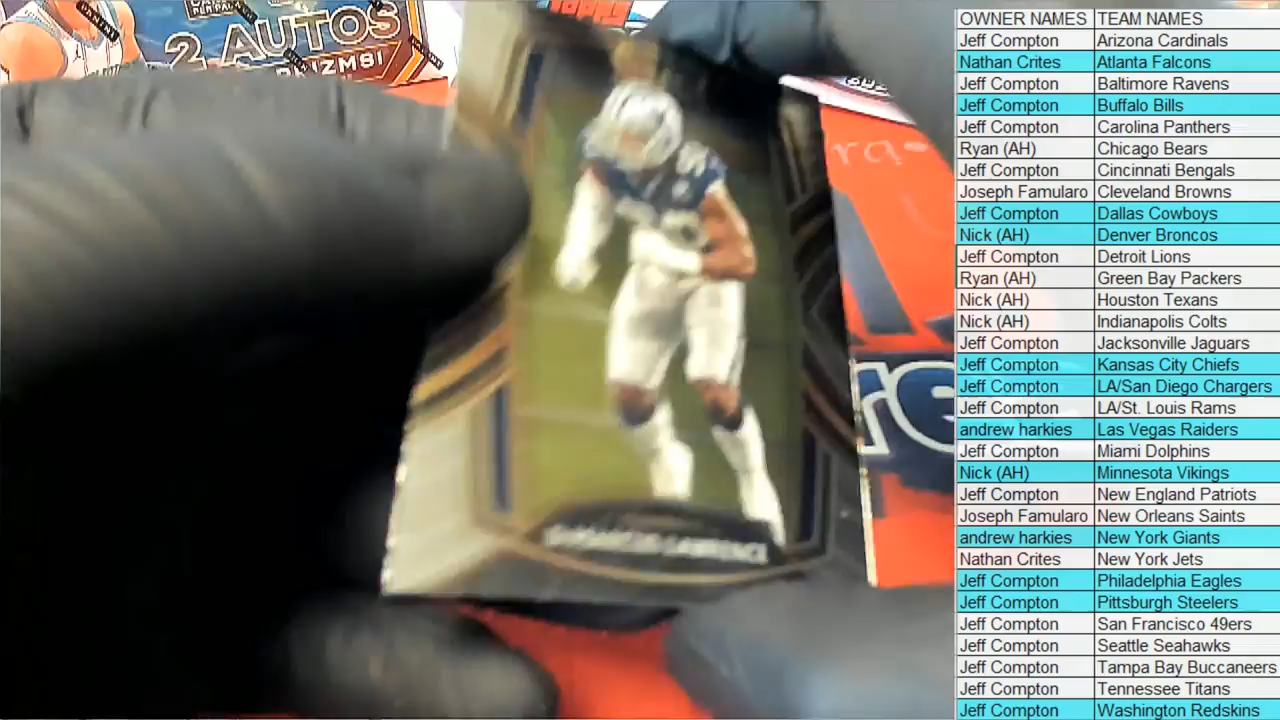 2 AUTOS
PRIZMS!
TOPPS
ra-
re
DEMARCUS LAWRENCE
OWNER NAMES TEAM NAMES
Jeff Compton Arizona Cardinals
Nathan Crites Atlanta Falcons
Jeff Compton Baltimore Ravens
Jeff Compton Buffalo Bills
Jeff Compton Carolina Panthers
Ryan (AH) Chicago Bears
Jeff Compton Cincinnati Bengals
Joseph Famularo Cleveland Browns
Jeff Compton Dallas Cowboys
Nick (AH) Denver Broncos
Jeff Compton Detroit Lions
Ryan (AH) Green Bay Packers
Nick (AH) Houston Texans
Nick (AH) Indianapolis Colts
Jeff Compton Jacksonville Jaguars
Jeff Compton Kansas City Chiefs
Jeff Compton LA/San Diego Chargers
Jeff Compton LA/St. Louis Rams
andrew harkies Las Vegas Raiders
Jeff Compton Miami Dolphins
Nick (AH) Minnesota Vikings
Jeff Compton New England Patriots
Joseph Famularo New Orleans Saints
andrew harkies New York Giants
Nathan Crites New York Jets
Jeff Compton Philadelphia Eagles
Jeff Compton Pittsburgh Steelers
Jeff Compton San Francisco 49ers
Jeff Compton Seattle Seahawks
Jeff Compton Tampa Bay Buccaneers
Jeff Compton Tennessee Titans
Jeff Compton Washington Redskins